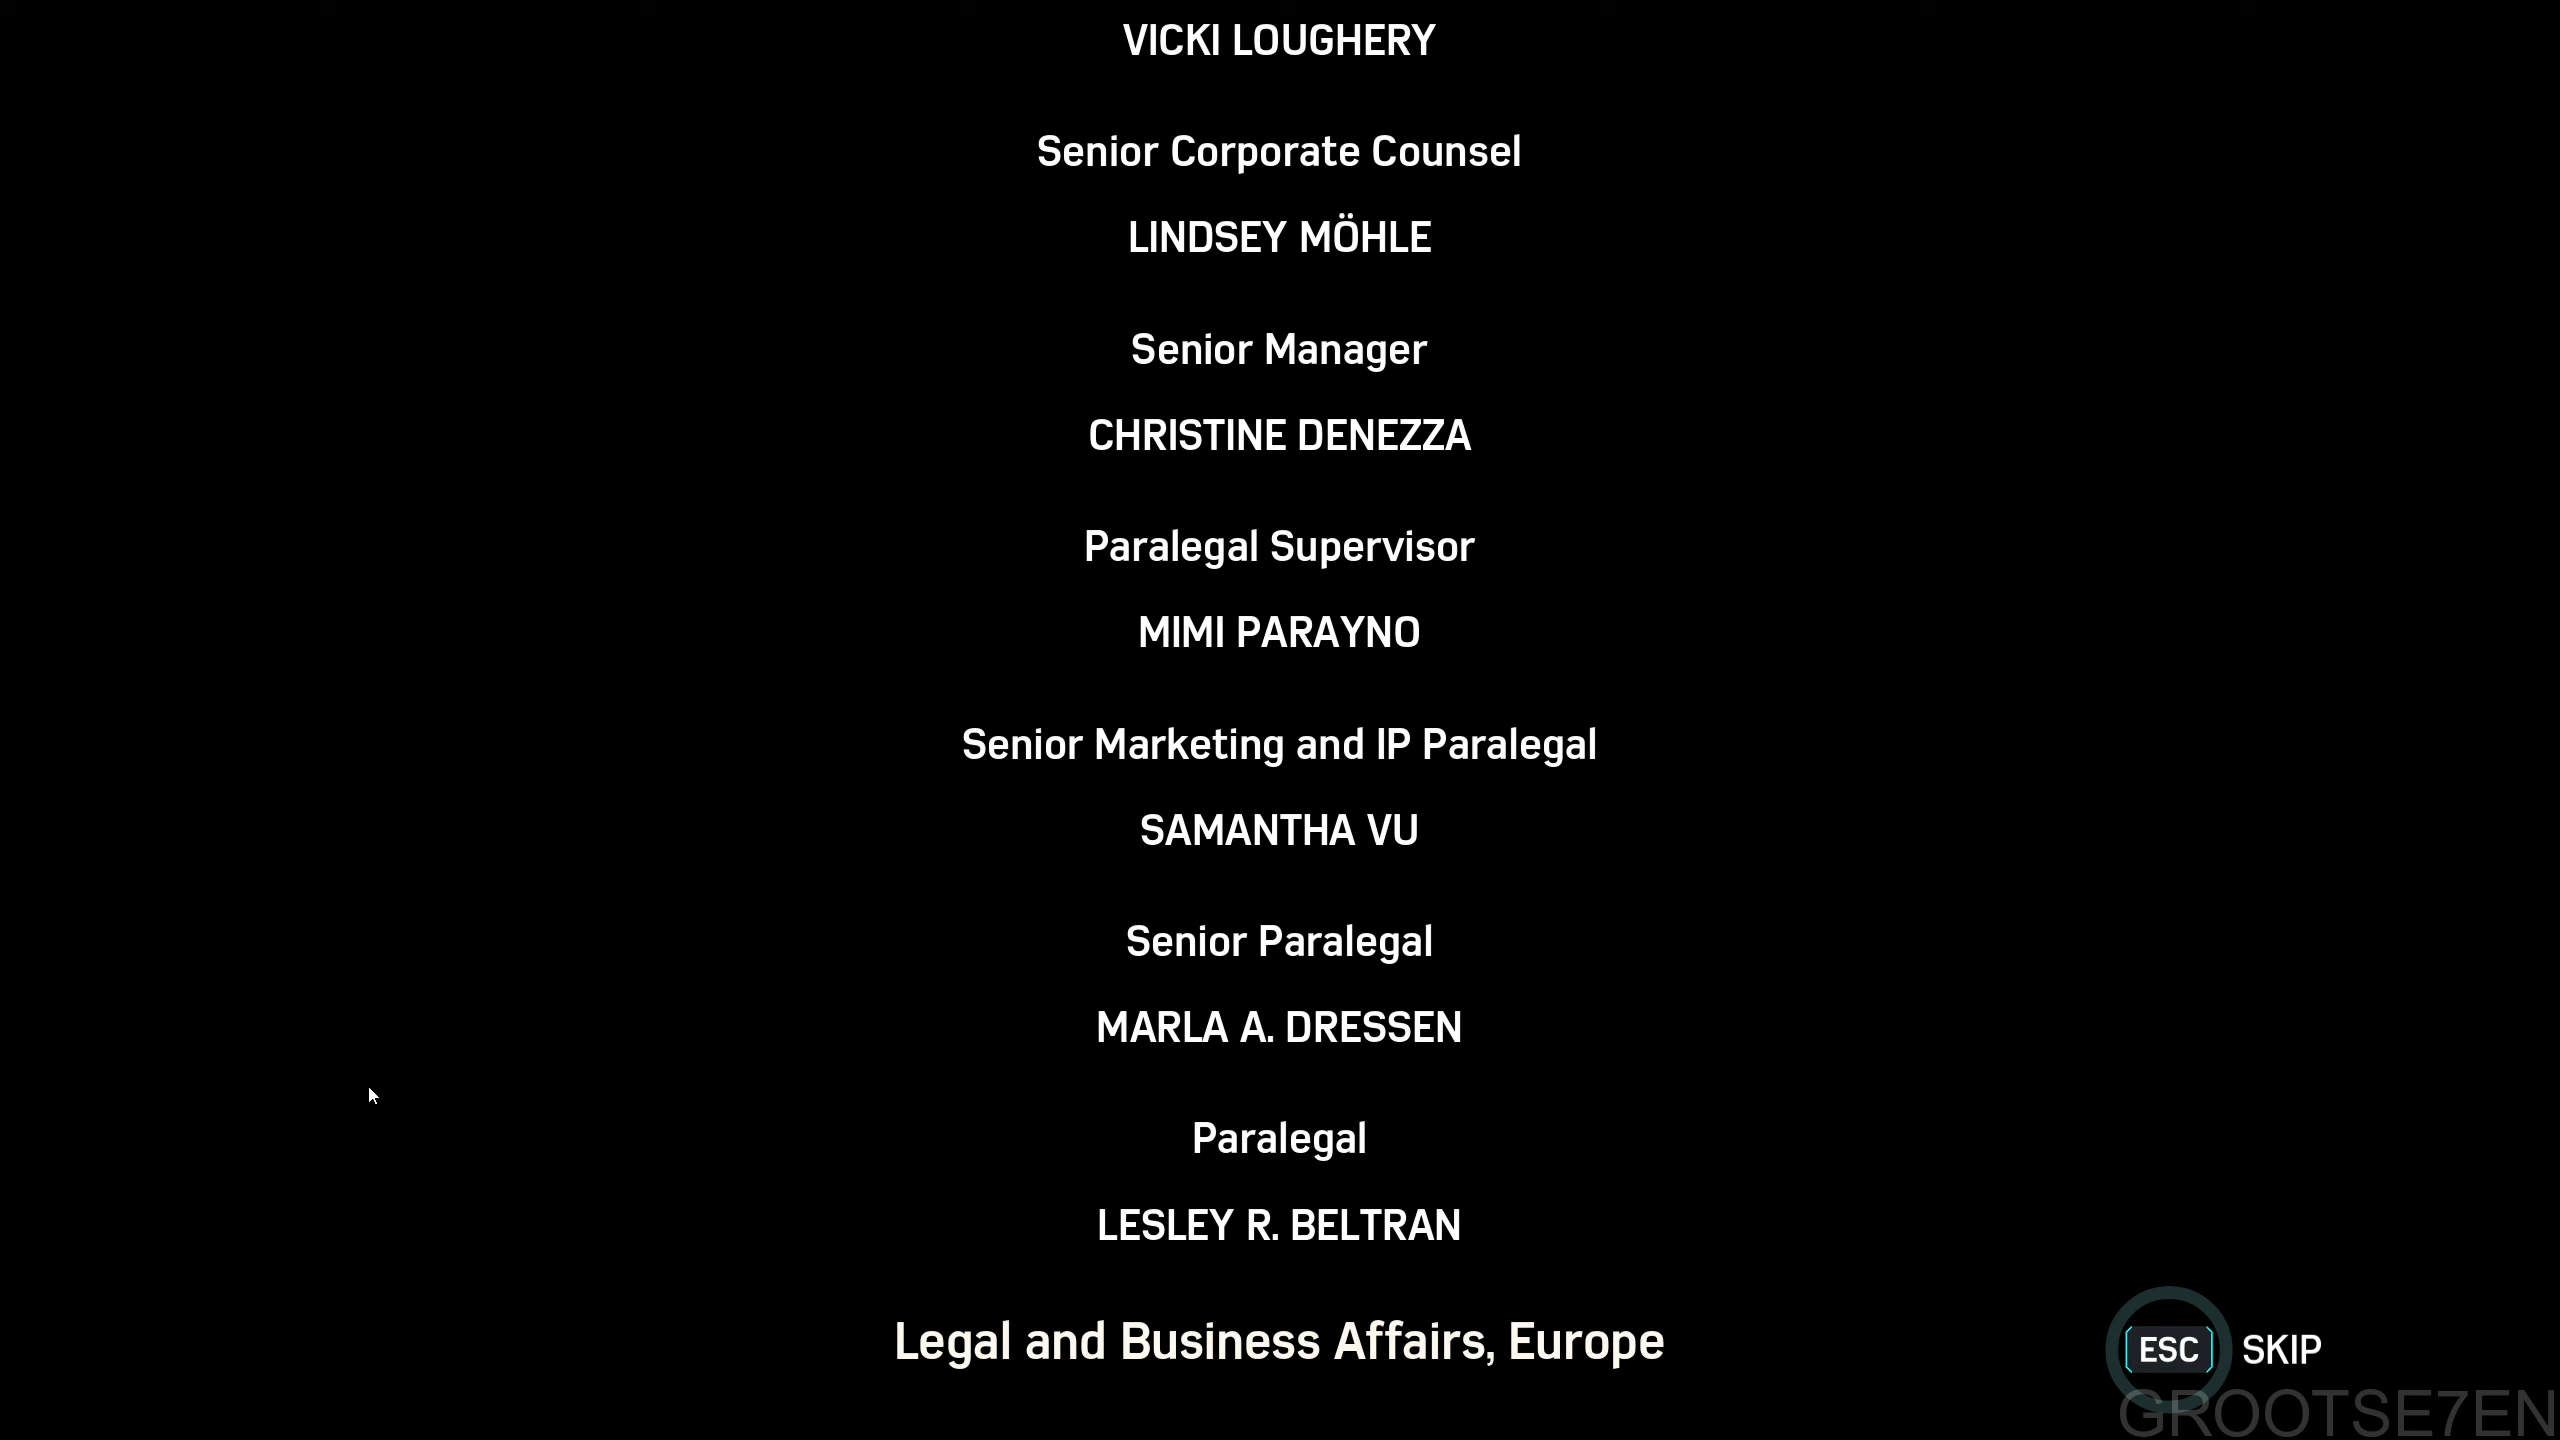 VICKI LOUGHERY
Senior Corporate Counsel
LINDSEY MÖHLE
Senior Manager
CHRISTINE DENEZZA
Paralegal Supervisor
MIMI PARAYNO
Senior Marketing and IP Paralegal
SAMANTHA VU
Senior Paralegal
MARLA A. DRESSEN
Paralegal
LESLEY R. BELTRAN
Legal and Business Affairs, Europe
ESC SKIP
GROOTSE7EN